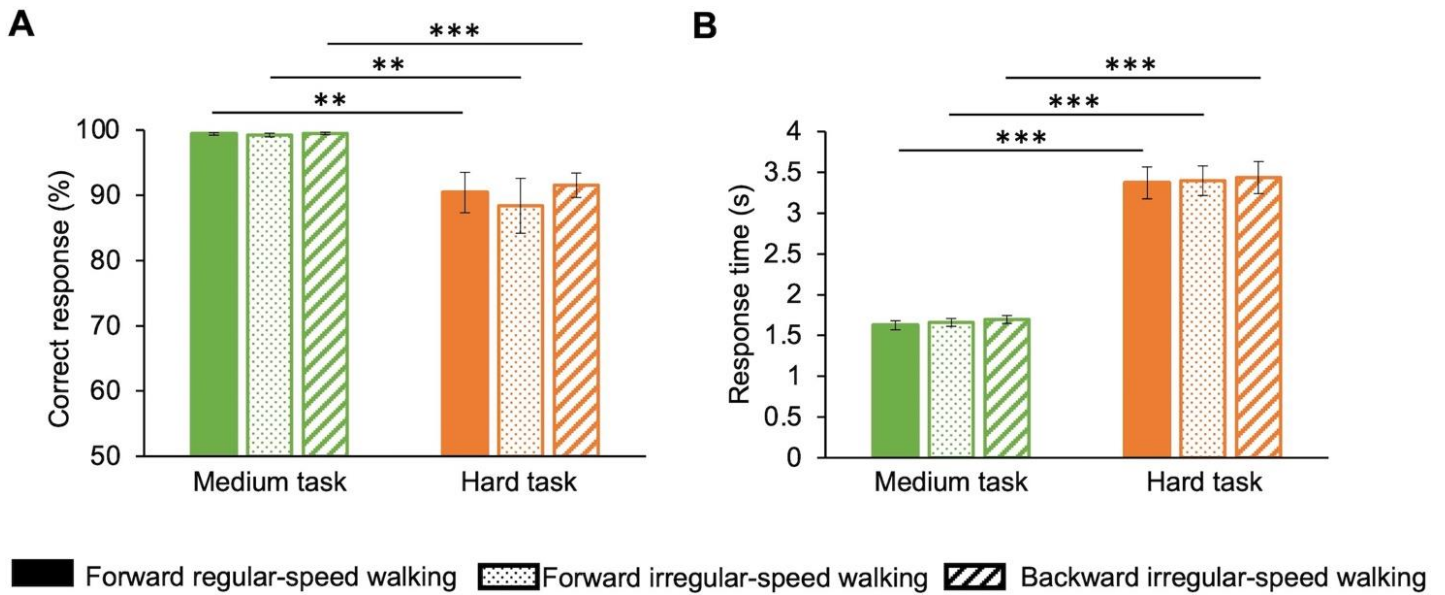 A
***
**
**
100
90
80
70
60
50
Correct response (%)
Medium task
Hard task
B
***
***
***
4
3.5
3
2.5
2
1.5
1
0.5
0
Response time (s)
Medium task
Hard task
Forward regular-speed walking
Forward irregular-speed walking
Backward irregular-speed walking